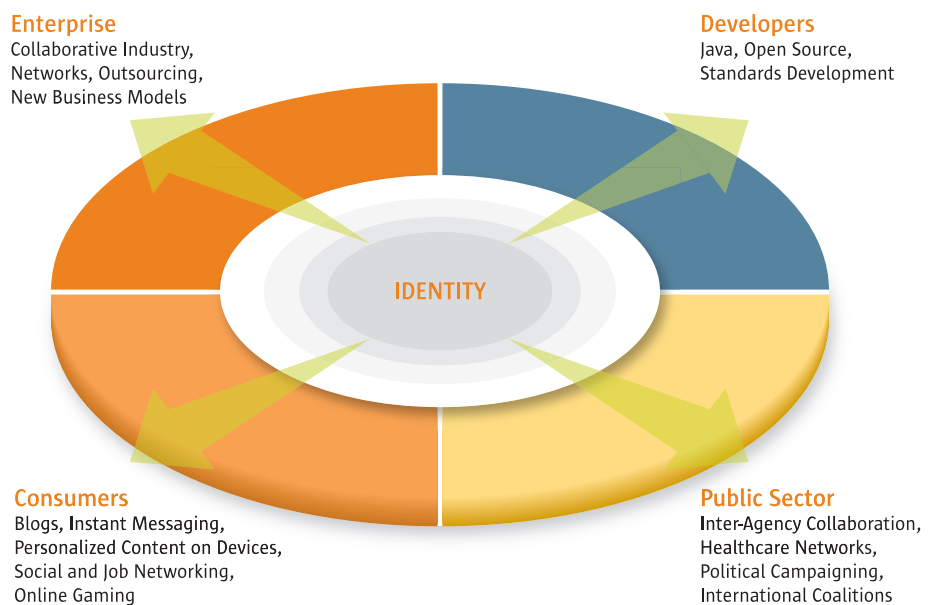 Enterprise
Collaborative Industry,
Networks, Outsourcing,
New Business Models
Developers
Java, Open Source,
Standards Development
IDENTITY
Consumers
Blogs, Instant Messaging,
Personalized Content on Devices,
Social and Job Networking,
Online Gaming
Public Sector
Inter-Agency Collaboration,
Healthcare Networks,
Political Campaigning,
International Coalitions